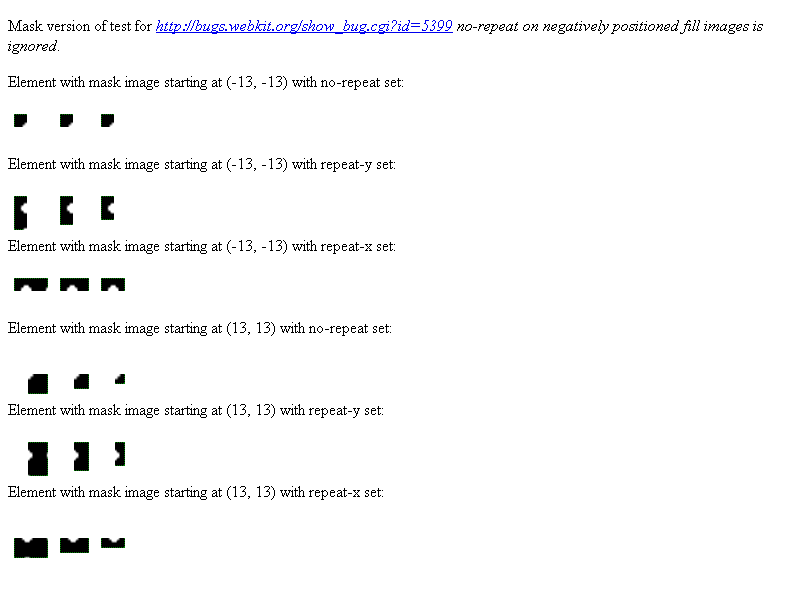 Mask version of test for http://bugs.webkit.org/show_bug.cgi?id=5399 no-repeat on negatively positioned fill images is
ignored.
Element with mask image starting at (-13, -13) with no-repeat set:
Element with mask image starting at (-13, -13) with repeat-y set:
Element with mask image starting at (-13, -13) with repeat-x set:
Element with mask image starting at (13, 13) with no-repeat set:
Element with mask image starting at (13, 13) with repeat-y set:
Element with mask image starting at (13, 13) with repeat-x set: